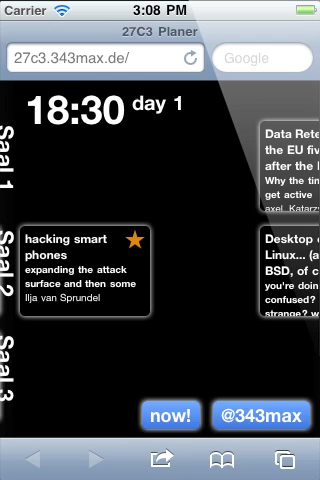 Carrier 3:08 PM
27C3 Planer
27c3.343max.de/ Google
18:30 day 1
Saal 1
Data Rete
the EU fiv
after the
Why the tin
get active
axel, Katarzy
Saal 2
hacking smart
phones
expanding the attack
surface and then some
Ilja van Sprundel
Desktop
Linux... (a
BSD, of c
you're doin
confused?
strange? w
Saal 3
now! @343max